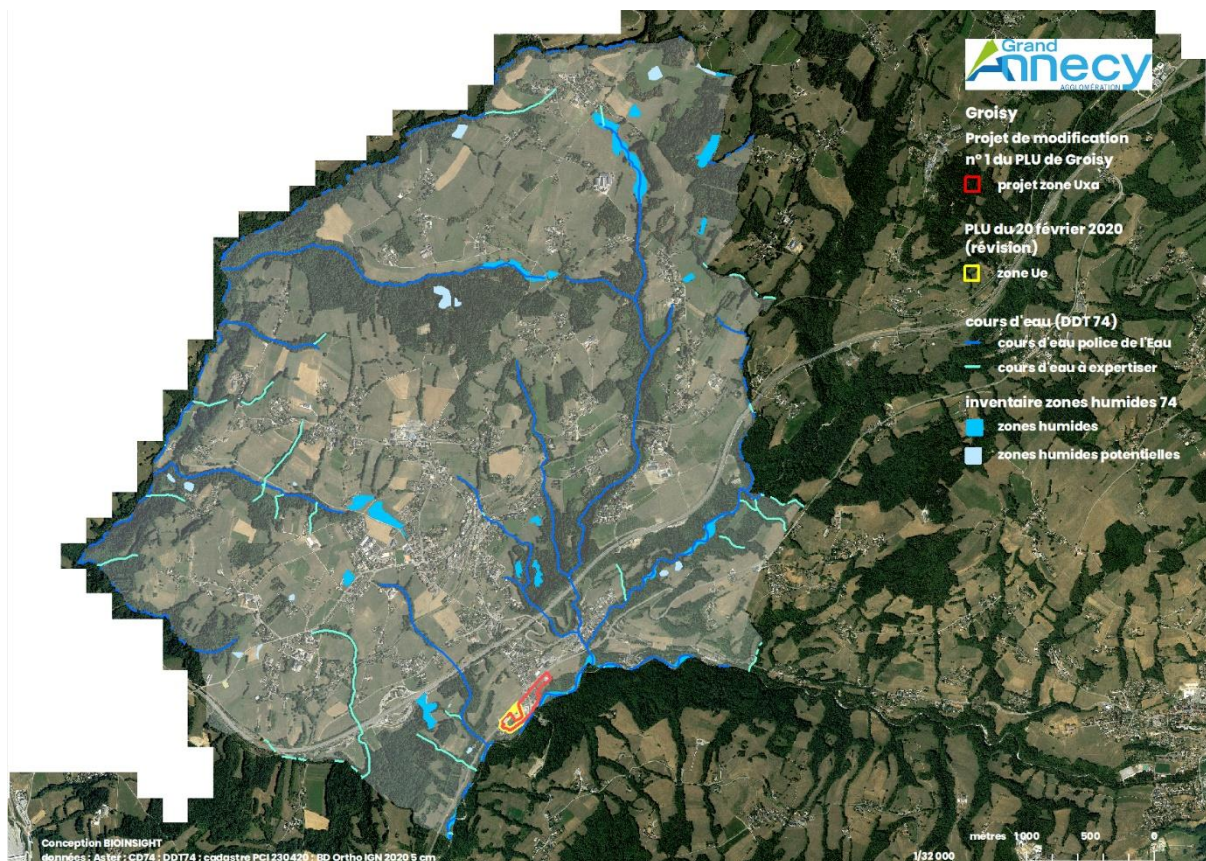 Grand
Annecy
AGGLOMÉRATION
Groisy
Projet de modification
n° 1 du PLU de Groisy
projet zone Uxa
PLU du 20 février 2020
(révision)
zone Ue
cours d'eau (DDT 74)
cours d'eau police de l'Eau
cours d'eau à expertiser
inventaire zones humides 74
zones humides
zones humides potentielles
Conception BIOINSIGHT
données : Aster ; CD74 ; DDT74 ; cadastre PCI 230420 ; BD Ortho IGN 2020 5 cm
1/32 000
mètres 1 000 500 0